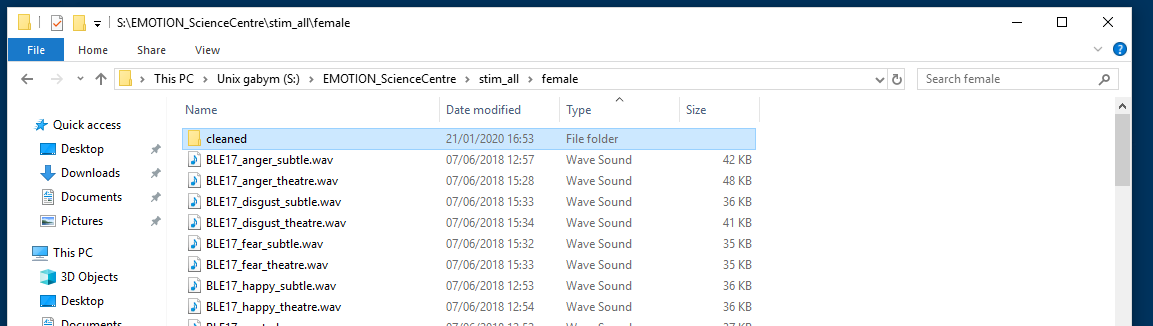 S:\EMOTION_ScienceCentre\stim_all\female
File Home Share View
This PC Unix gabym (S:) EMOTION_ScienceCentre stim_all female Search female
Name Date modified Type Size
Quick access
Desktop
Downloads
Documents
Pictures
This PC
3D Objects
Desktop
Documents
cleaned 21/01/2020 16:53 File folder
BLE17_anger_subtle.wav 07/06/2018 12:57 Wave Sound 42 KB
BLE17_anger_theatre.wav 07/06/2018 15:28 Wave Sound 48 KB
BLE17_disgust_subtle.wav 07/06/2018 15:33 Wave Sound 36 KB
BLE17_disgust_theatre.wav 07/06/2018 15:34 Wave Sound 41 KB
BLE17_fear_subtle.wav 07/06/2018 15:32 Wave Sound 35 KB
BLE17_fear_theatre.wav 07/06/2018 15:33 Wave Sound 35 KB
BLE17_happy_subtle.wav 07/06/2018 12:53 Wave Sound 36 KB
BLE17_happy_theatre.wav 07/06/2018 12:54 Wave Sound 36 KB